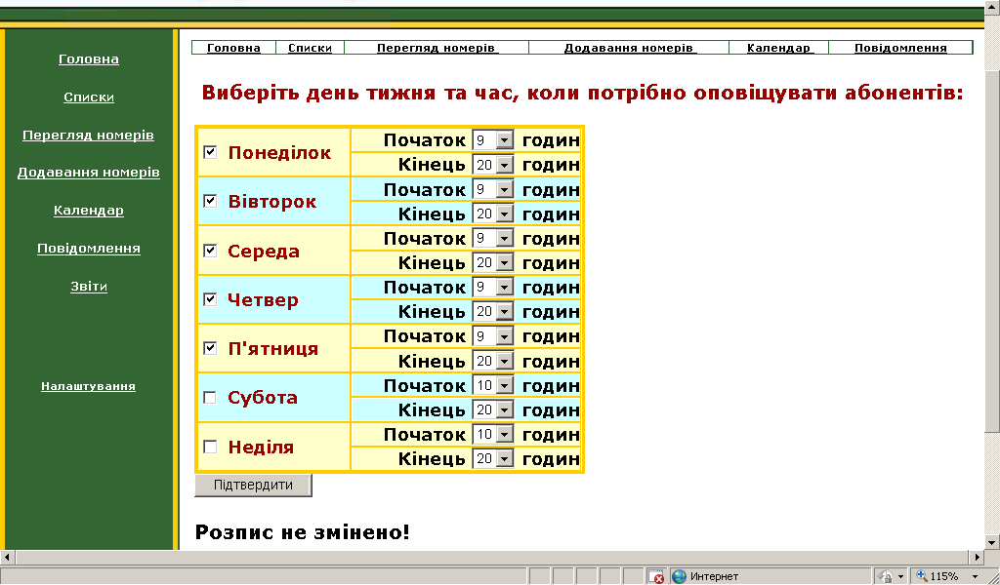 Головна Списки Перегляд номерів Додавання номерів Календар Повідомлення
Головна
Списки
Перегляд номерів
Додавання номерів
Календар
Повідомлення
Звіти
Налаштування
Виберіть день тижня та час, коли потрібно оповіщувати абонентів:
Понеділок
Початок 9 годин
Кінець 20 годин
Вівторок
Початок 9 годин
Кінець 20 годин
Середа
Початок 9 годин
Кінець 20 годин
Четвер
Початок 9 годин
Кінець 20 годин
П'ятниця
Початок 9 годин
Кінець 20 годин
Субота
Початок 10 годин
Кінець 20 годин
Неділя
Початок 10 годин
Кінець 20 годин
Підтвердити
Розпис не змінено!
Интернет 115%